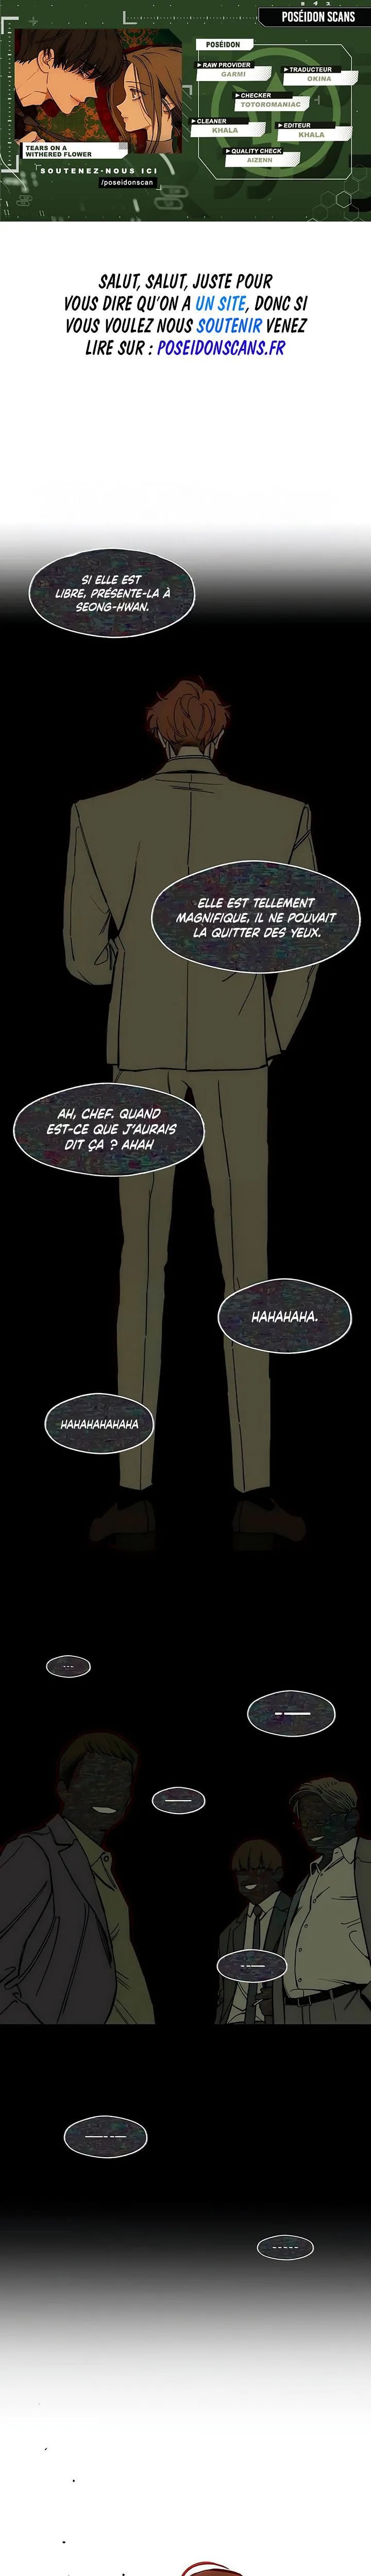 POSÉIDON SCANS
POSÉIDON
▶RAW PROVIDER
GARMI
▶TRADUCTEUR
OKINA
▶CHECKER
TOTOROMANIAC
▶CLEANER
KHALA
▶EDITEUR
KHALA
▶QUALITY CHECK
AIZENN
TEARS ON A
WITHERED FLOWER
SOUTENEZ-NOUS ICI
/poseidonscan
SALUT, SALUT, JUSTE POUR
VOUS DIRE QU'ON A UN SITE, DONC SI
VOUS VOULEZ NOUS SOUTENIR VENEZ
LIRE SUR : POSEIDONSCANS.FR
SI ELLE EST
LIBRE, PRÉSENTE-LA À
SEONG-HWAN.
ELLE EST TELLEMENT
MAGNIFIQUE, IL NE POUVAIT
LA QUITTER DES YEUX.
AH, CHEF. QUAND
EST-CE QUE J'AURAIS
DIT ÇA ? AHAH
HAHAHAHA.
HAHAHAHAHAHA